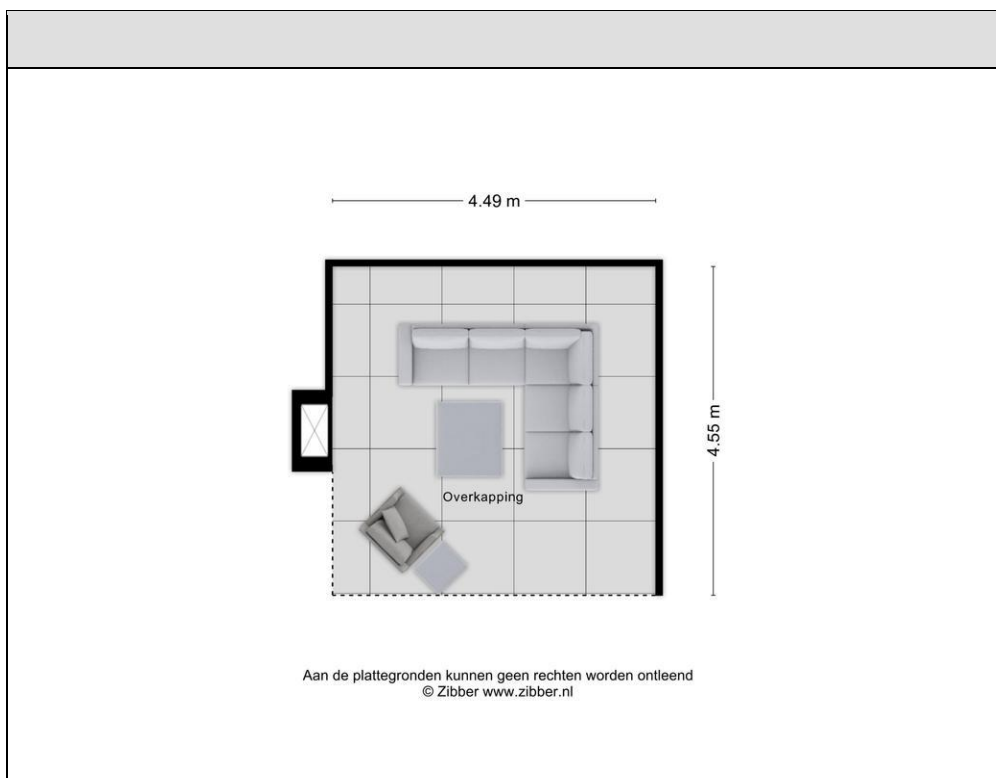 4.49 m
4.55 m
Overkapping
Aan de plattegronden kunnen geen rechten worden ontleend
© Zibber www.zibber.nl